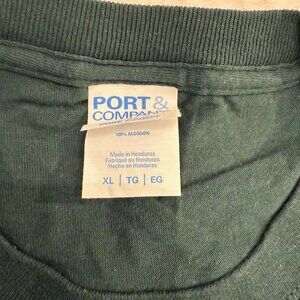 PORT &
COMPANY
100% ALGODÓN
Made in Honduras
Fabriqué au Honduras
Hecho en Honduras
XL | TG | EG